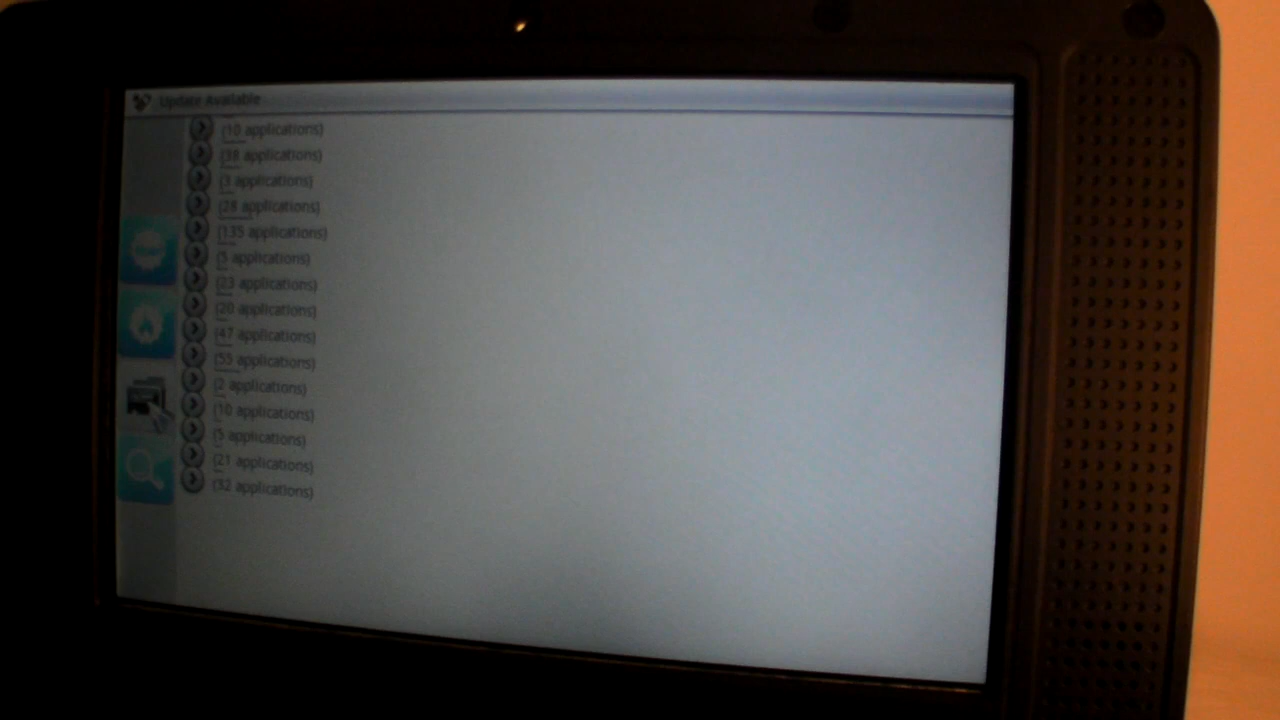 Update Available
(10 applications)
(39 applications)
(3 applications)
(28 applications)
(135 applications)
(5 applications)
(23 applications)
(20 applications)
(47 applications)
(55 applications)
(2 applications)
(10 applications)
(5 applications)
(21 applications)
(32 applications)